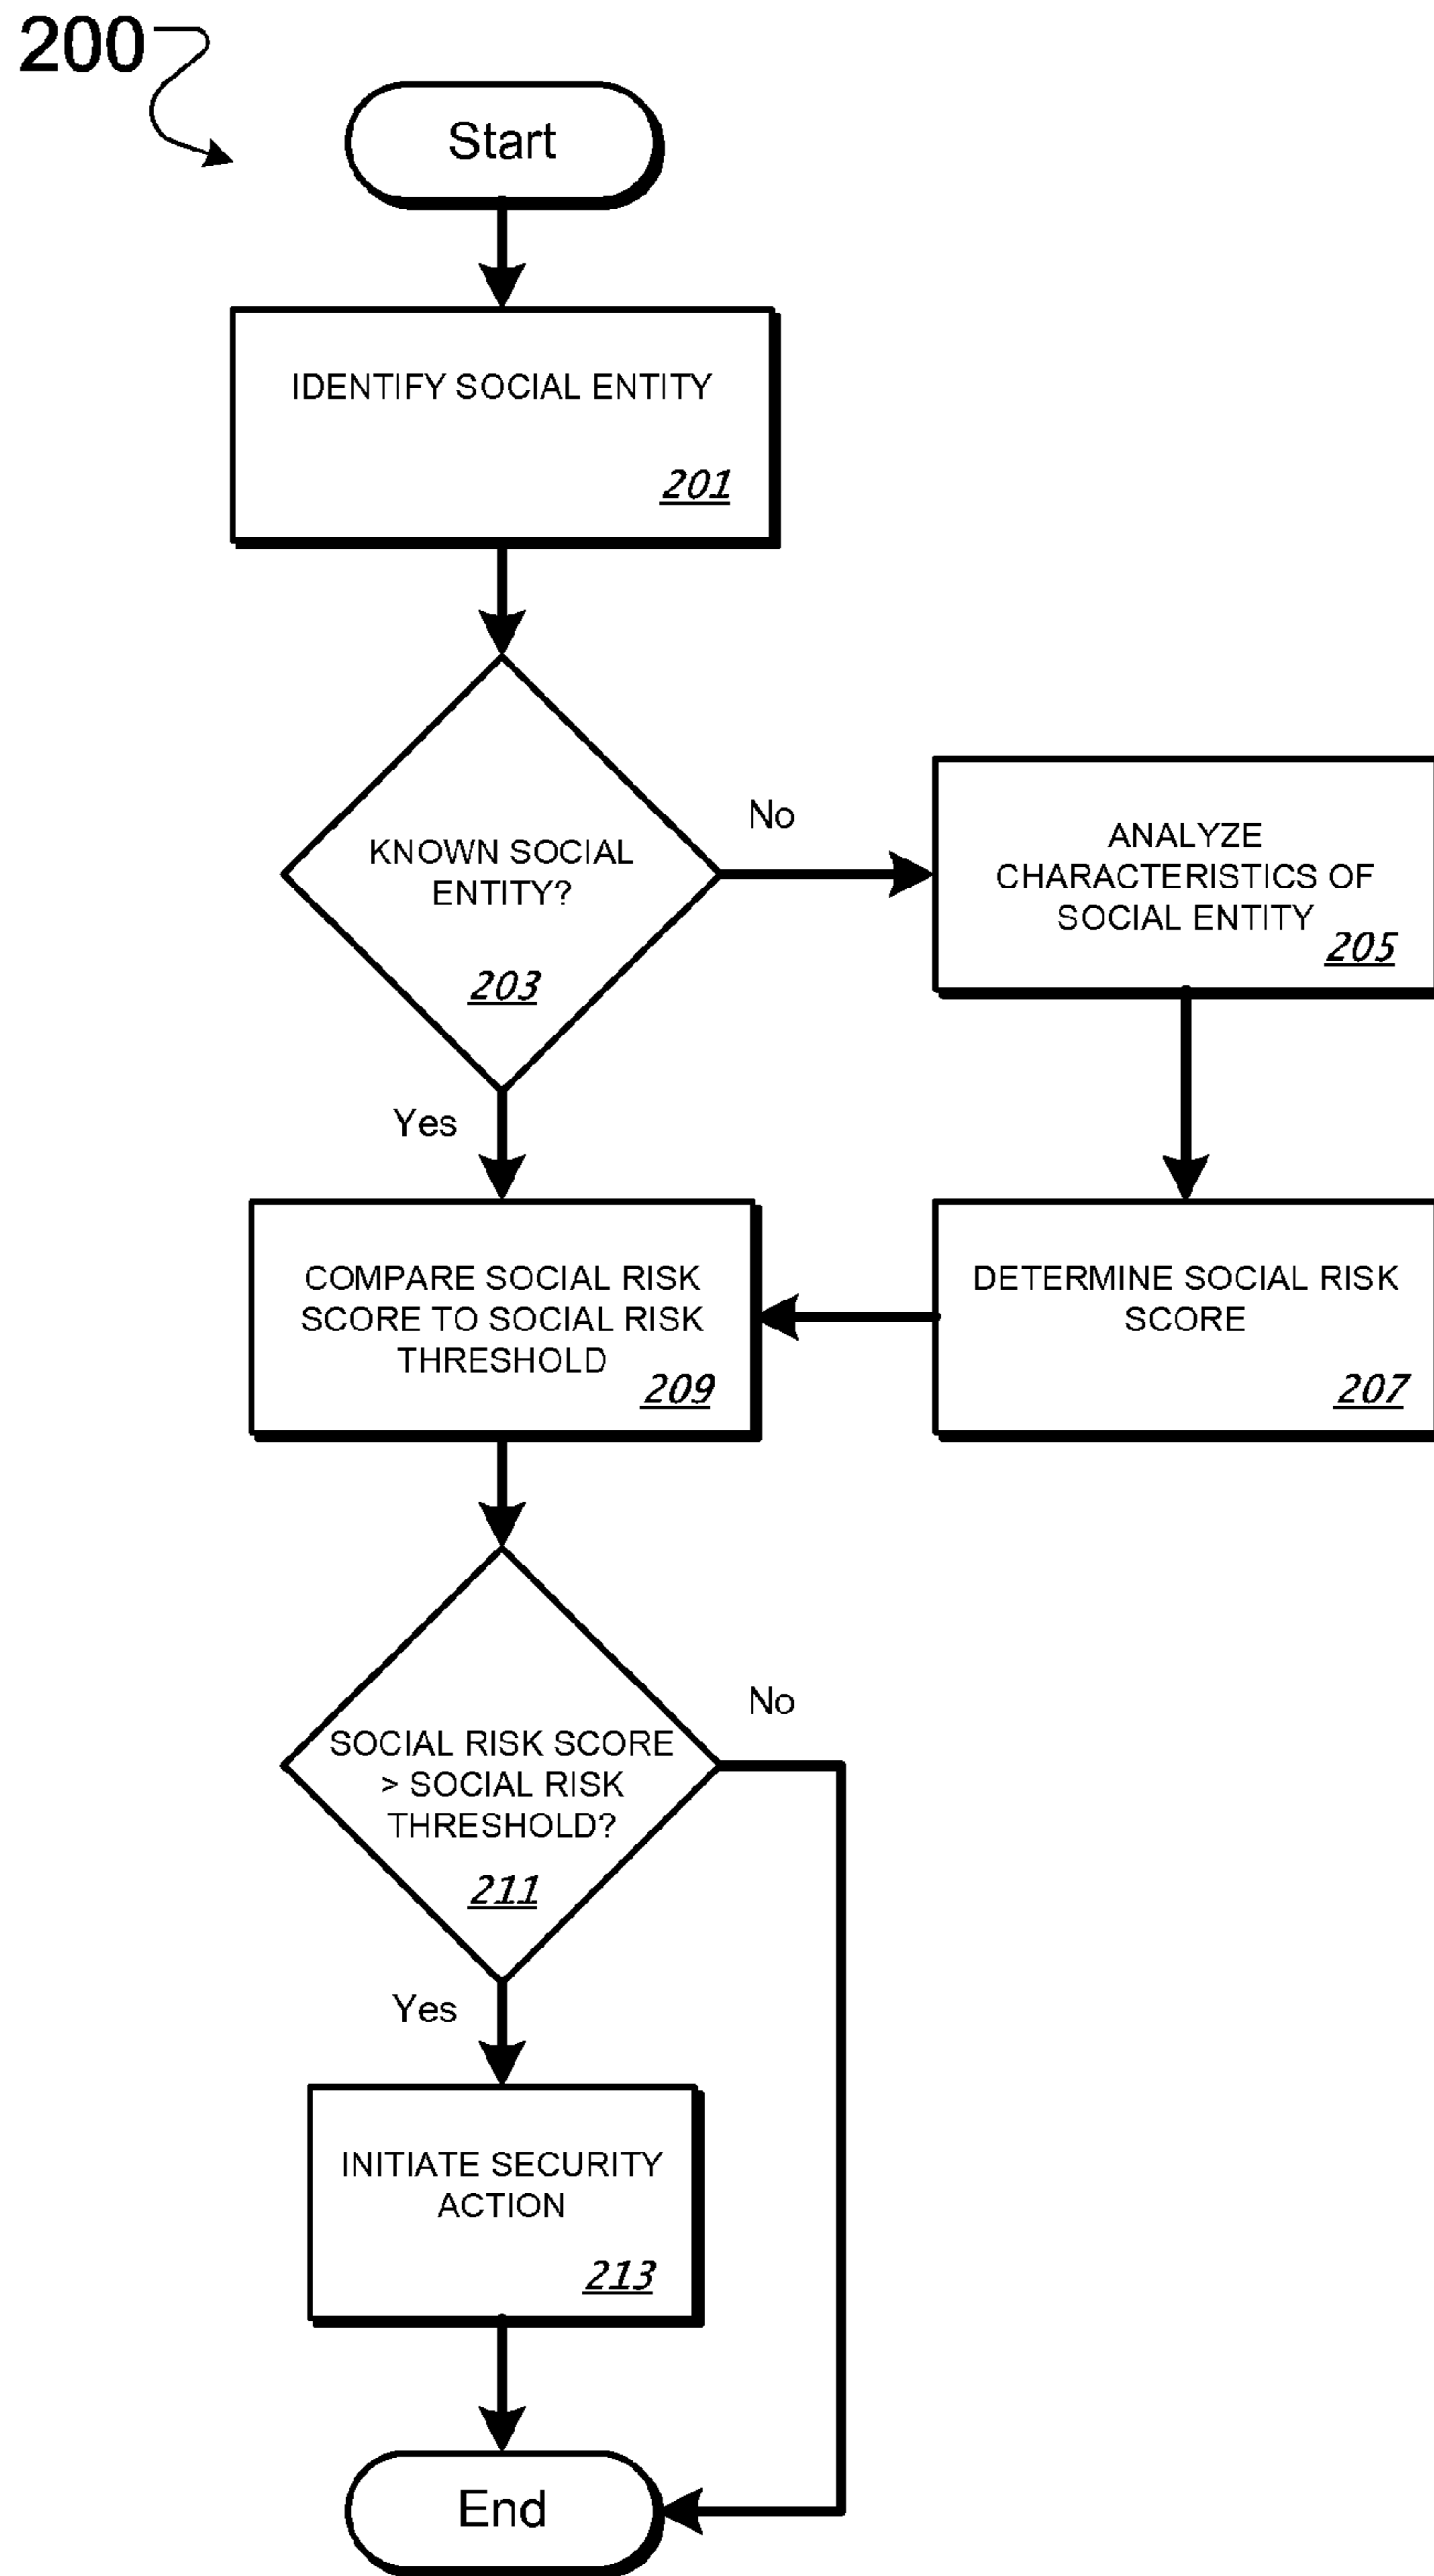 200
Start
IDENTIFY SOCIAL ENTITY
201
KNOWN SOCIAL
ENTITY?
203
No
Yes
ANALYZE
CHARACTERISTICS OF
SOCIAL ENTITY
205
DETERMINE SOCIAL RISK
SCORE
207
COMPARE SOCIAL RISK
SCORE TO SOCIAL RISK
THRESHOLD
209
SOCIAL RISK SCORE
> SOCIAL RISK
THRESHOLD?
211
No
Yes
INITIATE SECURITY
ACTION
213
End